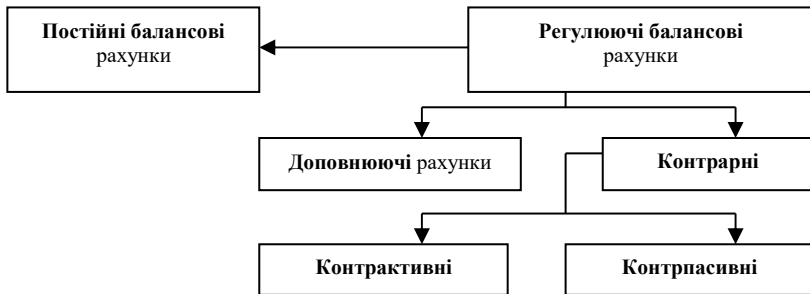 Постійні балансові
рахунки
Регулюючі балансові
рахунки
Доповнюючі рахунки
Контрарні
Контрактивні
Контрпасивні